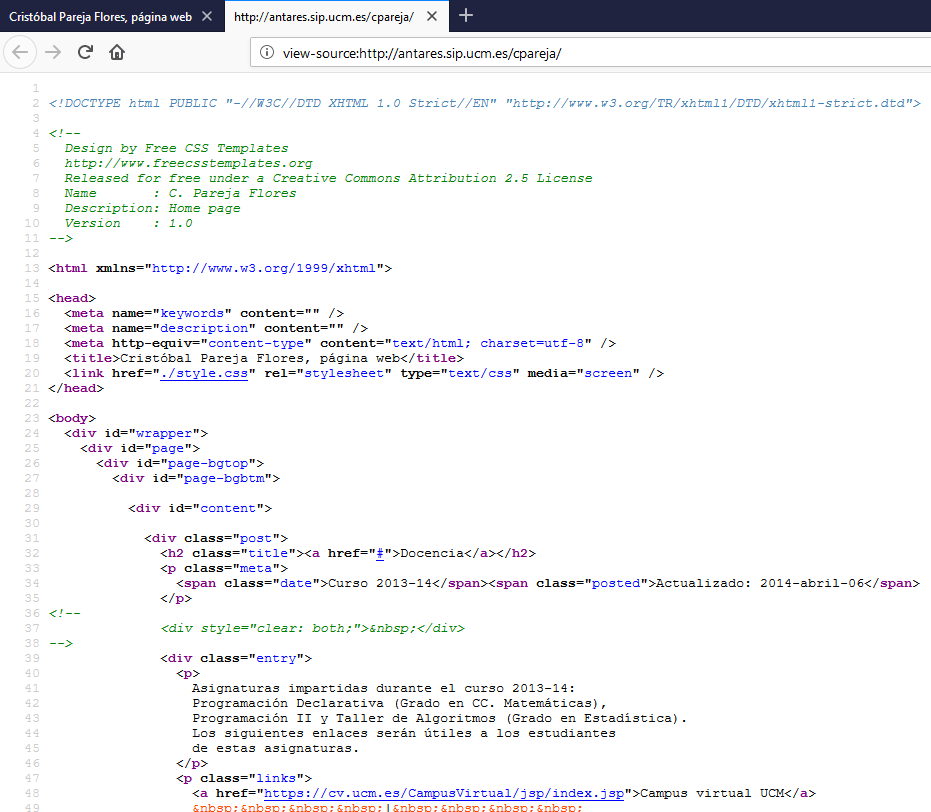 Cristóbal Pareja Flores, página web
http://antares.sip.ucm.es/cpareja/
view-source:http://antares.sip.ucm.es/cpareja/
1
2 <!DOCTYPE html PUBLIC "-//W3C//DTD XHTML 1.0 Strict//EN" "http://www.w3.org/TR/xhtml1/DTD/xhtml1-strict.dtd">
3
4 <!--
5 Design by Free CSS Templates
6 http://www.freecsstemplates.org
7 Released for free under a Creative Commons Attribution 2.5 License
8 Name : C. Pareja Flores
9 Description: Home page
10 Version : 1.0
11 -->
12
13 <html xmlns="http://www.w3.org/1999/xhtml">
14
15 <head>
16 <meta name="keywords" content="" />
17 <meta name="description" content="" />
18 <meta http-equiv="content-type" content="text/html; charset=utf-8" />
19 <title>Cristóbal Pareja Flores, página web</title>
20 <link href="./style.css" rel="stylesheet" type="text/css" media="screen" />
21 </head>
22
23 <body>
24 <div id="wrapper">
25 <div id="page">
26 <div id="page-bgtop">
27 <div id="page-bgbtm">
28
29 <div id="content">
30
31 <div class="post">
32 <h2 class="title"><a href="#">Docencia</a></h2>
33 <p class="meta">
34 <span class="date">Curso 2013-14</span><span class="posted">Actualizado: 2014-abril-06</span>
35 </p>
36 <!--
37 <div style="clear: both;">&nbsp;</div>
38 -->
39 <div class="entry">
40 <p>
41 Asignaturas impartidas durante el curso 2013-14:
42 Programación Declarativa (Grado en CC. Matemáticas),
43 Programación II y Taller de Algoritmos (Grado en Estadística).
44 Los siguientes enlaces serán útiles a los estudiantes
45 de estas asignaturas.
46 </p>
47 <p class="links">
48 <a href="https://cv.ucm.es/CampusVirtual/jsp/index.jsp">Campus virtual UCM</a>
49 &nbsp;&nbsp;&nbsp;&nbsp;|&nbsp;&nbsp;&nbsp;&nbsp;